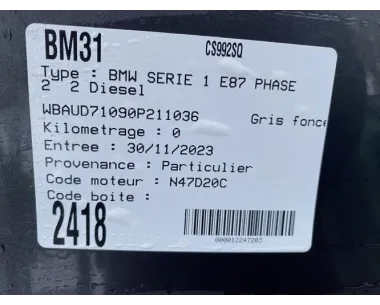 BM31 CS992SQ
Type : BMW SERIE 1 E87 PHASE
2 2 Diesel
WBAUD71090P211036 Gris fonce
Kilometrage : 0
Entree : 30/11/2023
Provenance : Particulier
Code moteur : N47D20C
Code boite :
2418
000012247207